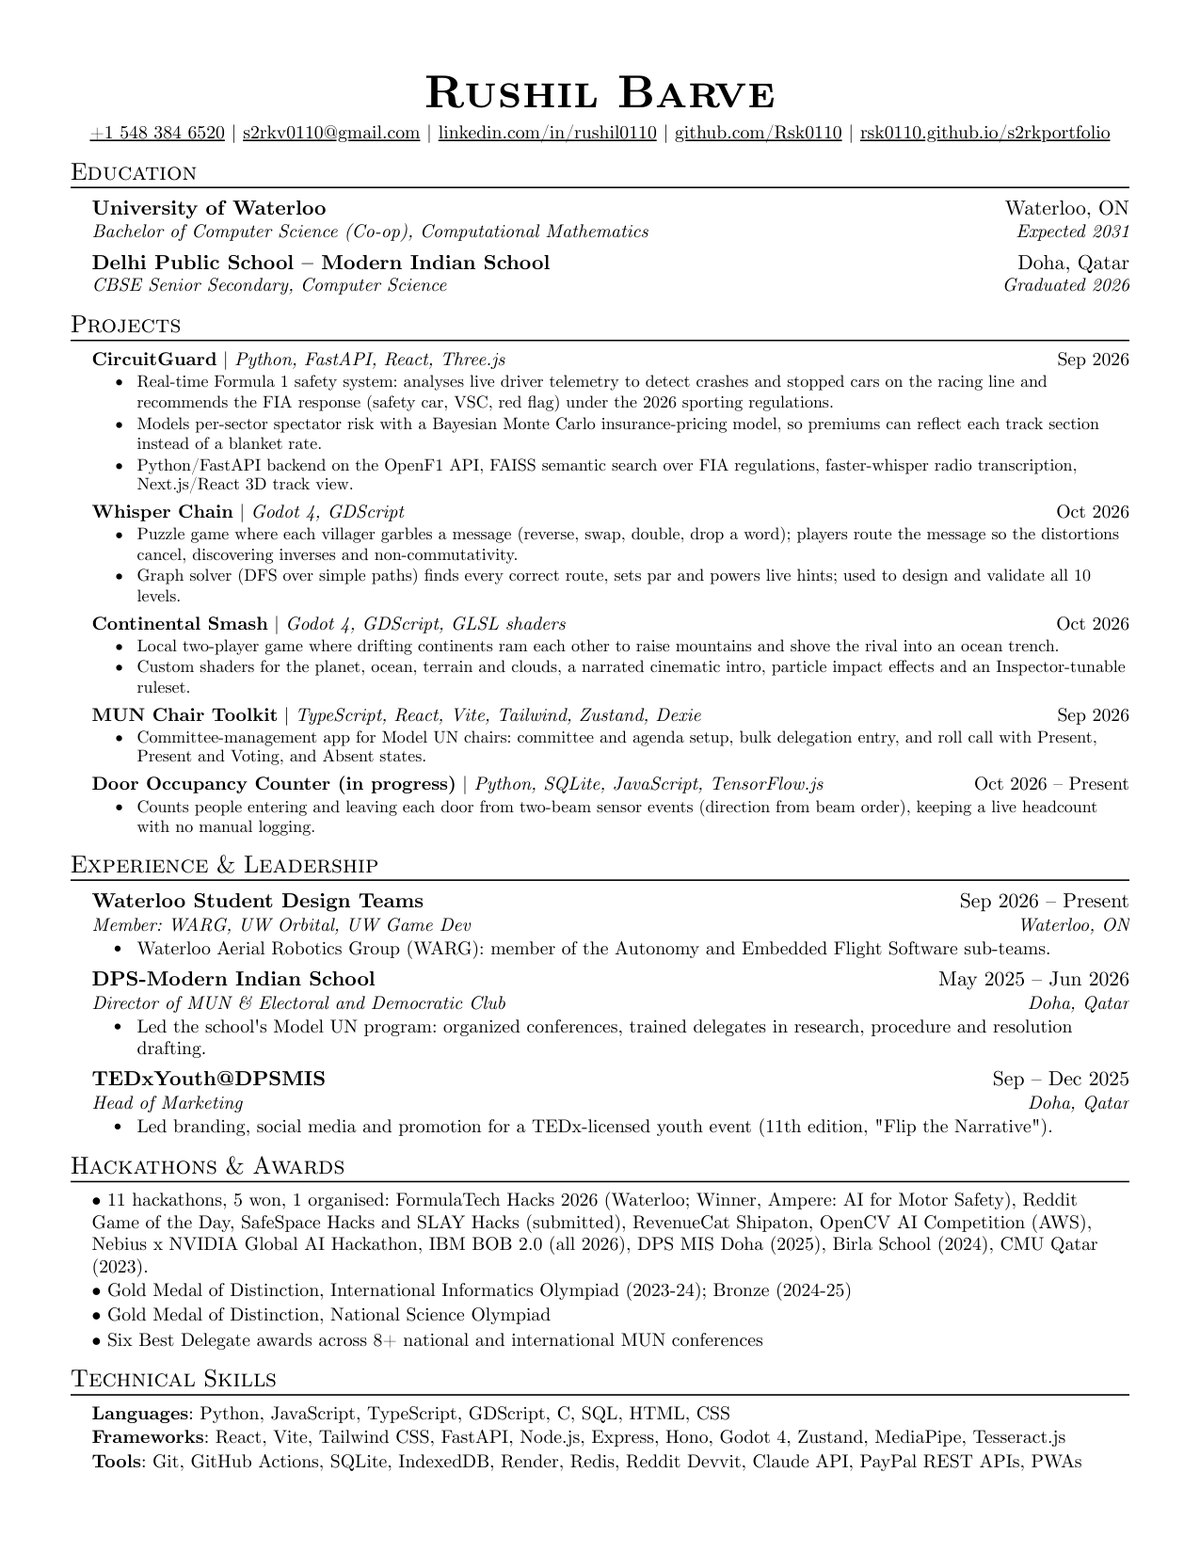 Rushil Barve
+1 548 384 6520 | s2rkv0110@gmail.com | linkedin.com/in/rushil0110 | github.com/Rsk0110 | rsk0110.github.io/s2rkportfolio
Education
University of Waterloo Waterloo, ON
Bachelor of Computer Science (Co-op), Computational Mathematics Expected 2031
Delhi Public School – Modern Indian School Doha, Qatar
CBSE Senior Secondary, Computer Science Graduated 2026
Projects
CircuitGuard | Python, FastAPI, React, Three.js Sep 2026
• Real-time Formula 1 safety system: analyses live driver telemetry to detect crashes and stopped cars on the racing line and
recommends the FIA response (safety car, VSC, red flag) under the 2026 sporting regulations.
• Models per-sector spectator risk with a Bayesian Monte Carlo insurance-pricing model, so premiums can reflect each track section
instead of a blanket rate.
• Python/FastAPI backend on the OpenF1 API, FAISS semantic search over FIA regulations, faster-whisper radio transcription,
Next.js/React 3D track view.
Whisper Chain | Godot 4, GDScript Oct 2026
• Puzzle game where each villager garbles a message (reverse, swap, double, drop a word); players route the message so the distortions
cancel, discovering inverses and non-commutativity.
• Graph solver (DFS over simple paths) finds every correct route, sets par and powers live hints; used to design and validate all 10
levels.
Continental Smash | Godot 4, GDScript, GLSL shaders Oct 2026
• Local two-player game where drifting continents ram each other to raise mountains and shove the rival into an ocean trench.
• Custom shaders for the planet, ocean, terrain and clouds, a narrated cinematic intro, particle impact effects and an Inspector-tunable
ruleset.
MUN Chair Toolkit | TypeScript, React, Vite, Tailwind, Zustand, Dexie Sep 2026
• Committee-management app for Model UN chairs: committee and agenda setup, bulk delegation entry, and roll call with Present,
Present and Voting, and Absent states.
Door Occupancy Counter (in progress) | Python, SQLite, JavaScript, TensorFlow.js Oct 2026 – Present
• Counts people entering and leaving each door from two-beam sensor events (direction from beam order), keeping a live headcount
with no manual logging.
Experience & Leadership
Waterloo Student Design Teams Sep 2026 – Present
Member: WARG, UW Orbital, UW Game Dev Waterloo, ON
• Waterloo Aerial Robotics Group (WARG): member of the Autonomy and Embedded Flight Software sub-teams.
DPS-Modern Indian School May 2025 – Jun 2026
Director of MUN & Electoral and Democratic Club Doha, Qatar
• Led the school's Model UN program: organized conferences, trained delegates in research, procedure and resolution
drafting.
TEDxYouth@DPSMIS Sep – Dec 2025
Head of Marketing Doha, Qatar
• Led branding, social media and promotion for a TEDx-licensed youth event (11th edition, "Flip the Narrative").
Hackathons & Awards
• 11 hackathons, 5 won, 1 organised: FormulaTech Hacks 2026 (Waterloo; Winner, Ampere: AI for Motor Safety), Reddit
Game of the Day, SafeSpace Hacks and SLAY Hacks (submitted), RevenueCat Shipaton, OpenCV AI Competition (AWS),
Nebius x NVIDIA Global AI Hackathon, IBM BOB 2.0 (all 2026), DPS MIS Doha (2025), Birla School (2024), CMU Qatar
(2023).
• Gold Medal of Distinction, International Informatics Olympiad (2023-24); Bronze (2024-25)
• Gold Medal of Distinction, National Science Olympiad
• Six Best Delegate awards across 8+ national and international MUN conferences
Technical Skills
Languages: Python, JavaScript, TypeScript, GDScript, C, SQL, HTML, CSS
Frameworks: React, Vite, Tailwind CSS, FastAPI, Node.js, Express, Hono, Godot 4, Zustand, MediaPipe, Tesseract.js
Tools: Git, GitHub Actions, SQLite, IndexedDB, Render, Redis, Reddit Devvit, Claude API, PayPal REST APIs, PWAs